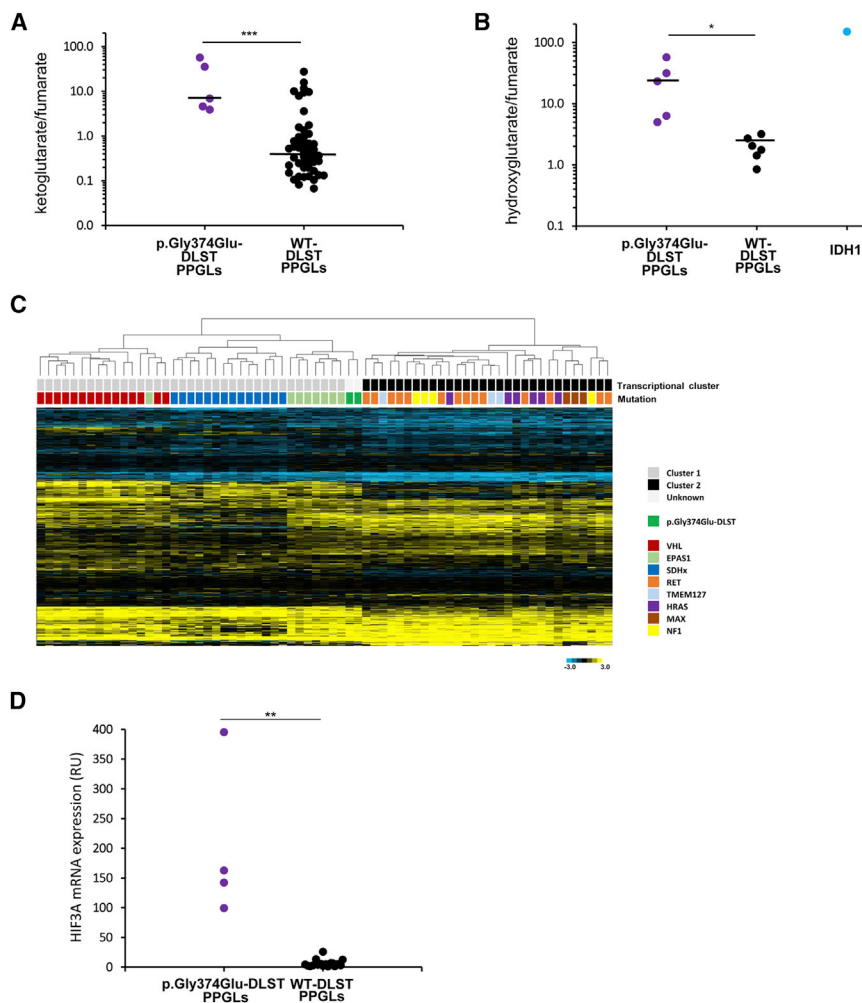 A
***
ketoglutarate/fumarate
100.0
10.0
1.0
0.1
0.0
p.Gly374Glu-
DLST
PPGLs
WT-
DLST
PPGLs
B
*
hydroxyglutarate/fumarate
100.0
10.0
1.0
0.1
p.Gly374Glu-
DLST
PPGLs
WT-
DLST
PPGLs
IDH1
C
Transcriptional cluster
Mutation
Cluster 1
Cluster 2
Unknown
p.Gly374Glu-DLST
VHL
EPAS1
SDHx
RET
TMEM127
HRAS
MAX
NF1
-3.0 3.0
D
**
HIF3A mRNA expression (RU)
400
350
300
250
200
150
100
50
0
p.Gly374Glu-DLST
PPGLs
WT-DLST
PPGLs